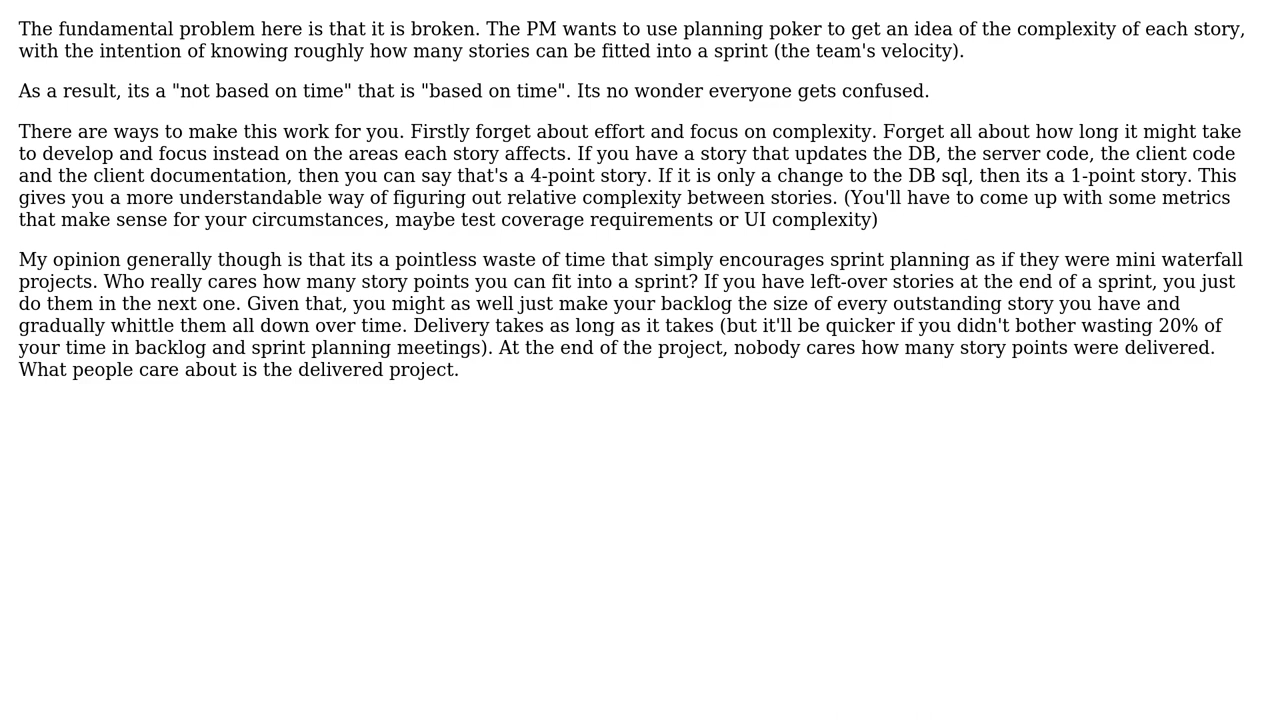 The fundamental problem here is that it is broken. The PM wants to use planning poker to get an idea of the complexity of each story,
with the intention of knowing roughly how many stories can be fitted into a sprint (the team's velocity).
As a result, its a "not based on time" that is "based on time". Its no wonder everyone gets confused.
There are ways to make this work for you. Firstly forget about effort and focus on complexity. Forget all about how long it might take
to develop and focus instead on the areas each story affects. If you have a story that updates the DB, the server code, the client code
and the client documentation, then you can say that's a 4-point story. If it is only a change to the DB sql, then its a 1-point story. This
gives you a more understandable way of figuring out relative complexity between stories. (You'll have to come up with some metrics
that make sense for your circumstances, maybe test coverage requirements or UI complexity)
My opinion generally though is that its a pointless waste of time that simply encourages sprint planning as if they were mini waterfall
projects. Who really cares how many story points you can fit into a sprint? If you have left-over stories at the end of a sprint, you just
do them in the next one. Given that, you might as well just make your backlog the size of every outstanding story you have and
gradually whittle them all down over time. Delivery takes as long as it takes (but it'll be quicker if you didn't bother wasting 20% of
your time in backlog and sprint planning meetings). At the end of the project, nobody cares how many story points were delivered.
What people care about is the delivered project.